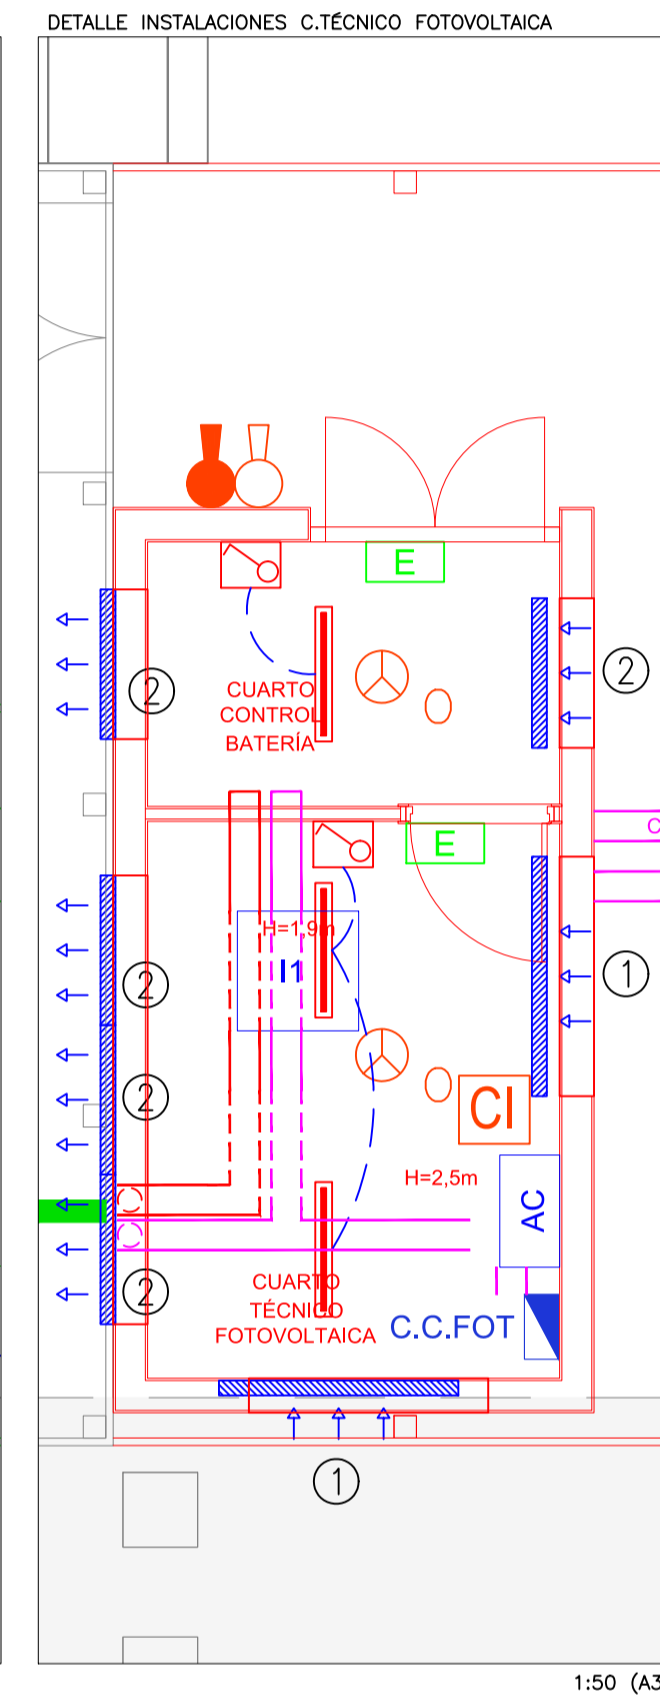 DETALLE INSTALACIONES C.TÉCNICO FOTOVOLTAICA
E
2
CUARTO
CONTROL
BATERÍA
2
C
E
H=1,9m
I1
2
1
2
CI
H=2,5m
AC
2
CUARTO
TÉCNICO
FOTOVOLTAICA
C.C.FOT
1
1:50 (A3